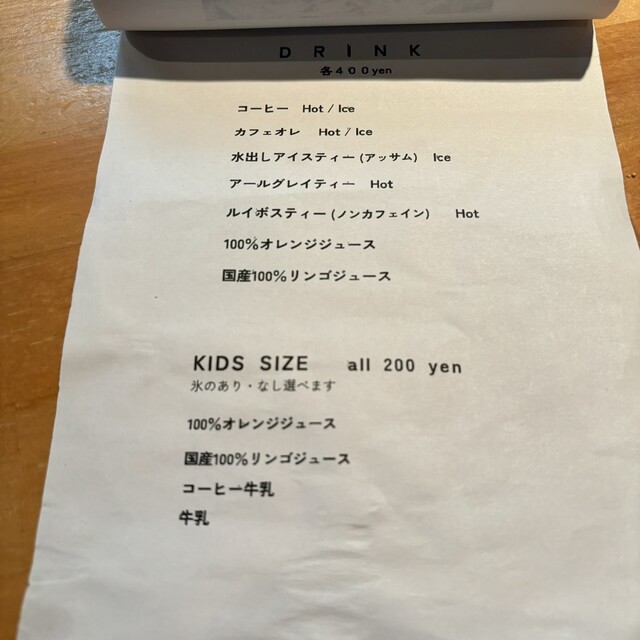 DRINK
各400yen
コーヒー Hot / Ice
カフェオレ Hot / Ice
水出しアイスティー(アッサム) Ice
アールグレイティー Hot
ルイボスティー(ノンカフェイン) Hot
100%オレンジジュース
国産100%リンゴジュース
KIDS SIZE all 200 yen
氷のあり・なし選べます
100%オレンジジュース
国産100%リンゴジュース
コーヒー牛乳
牛乳